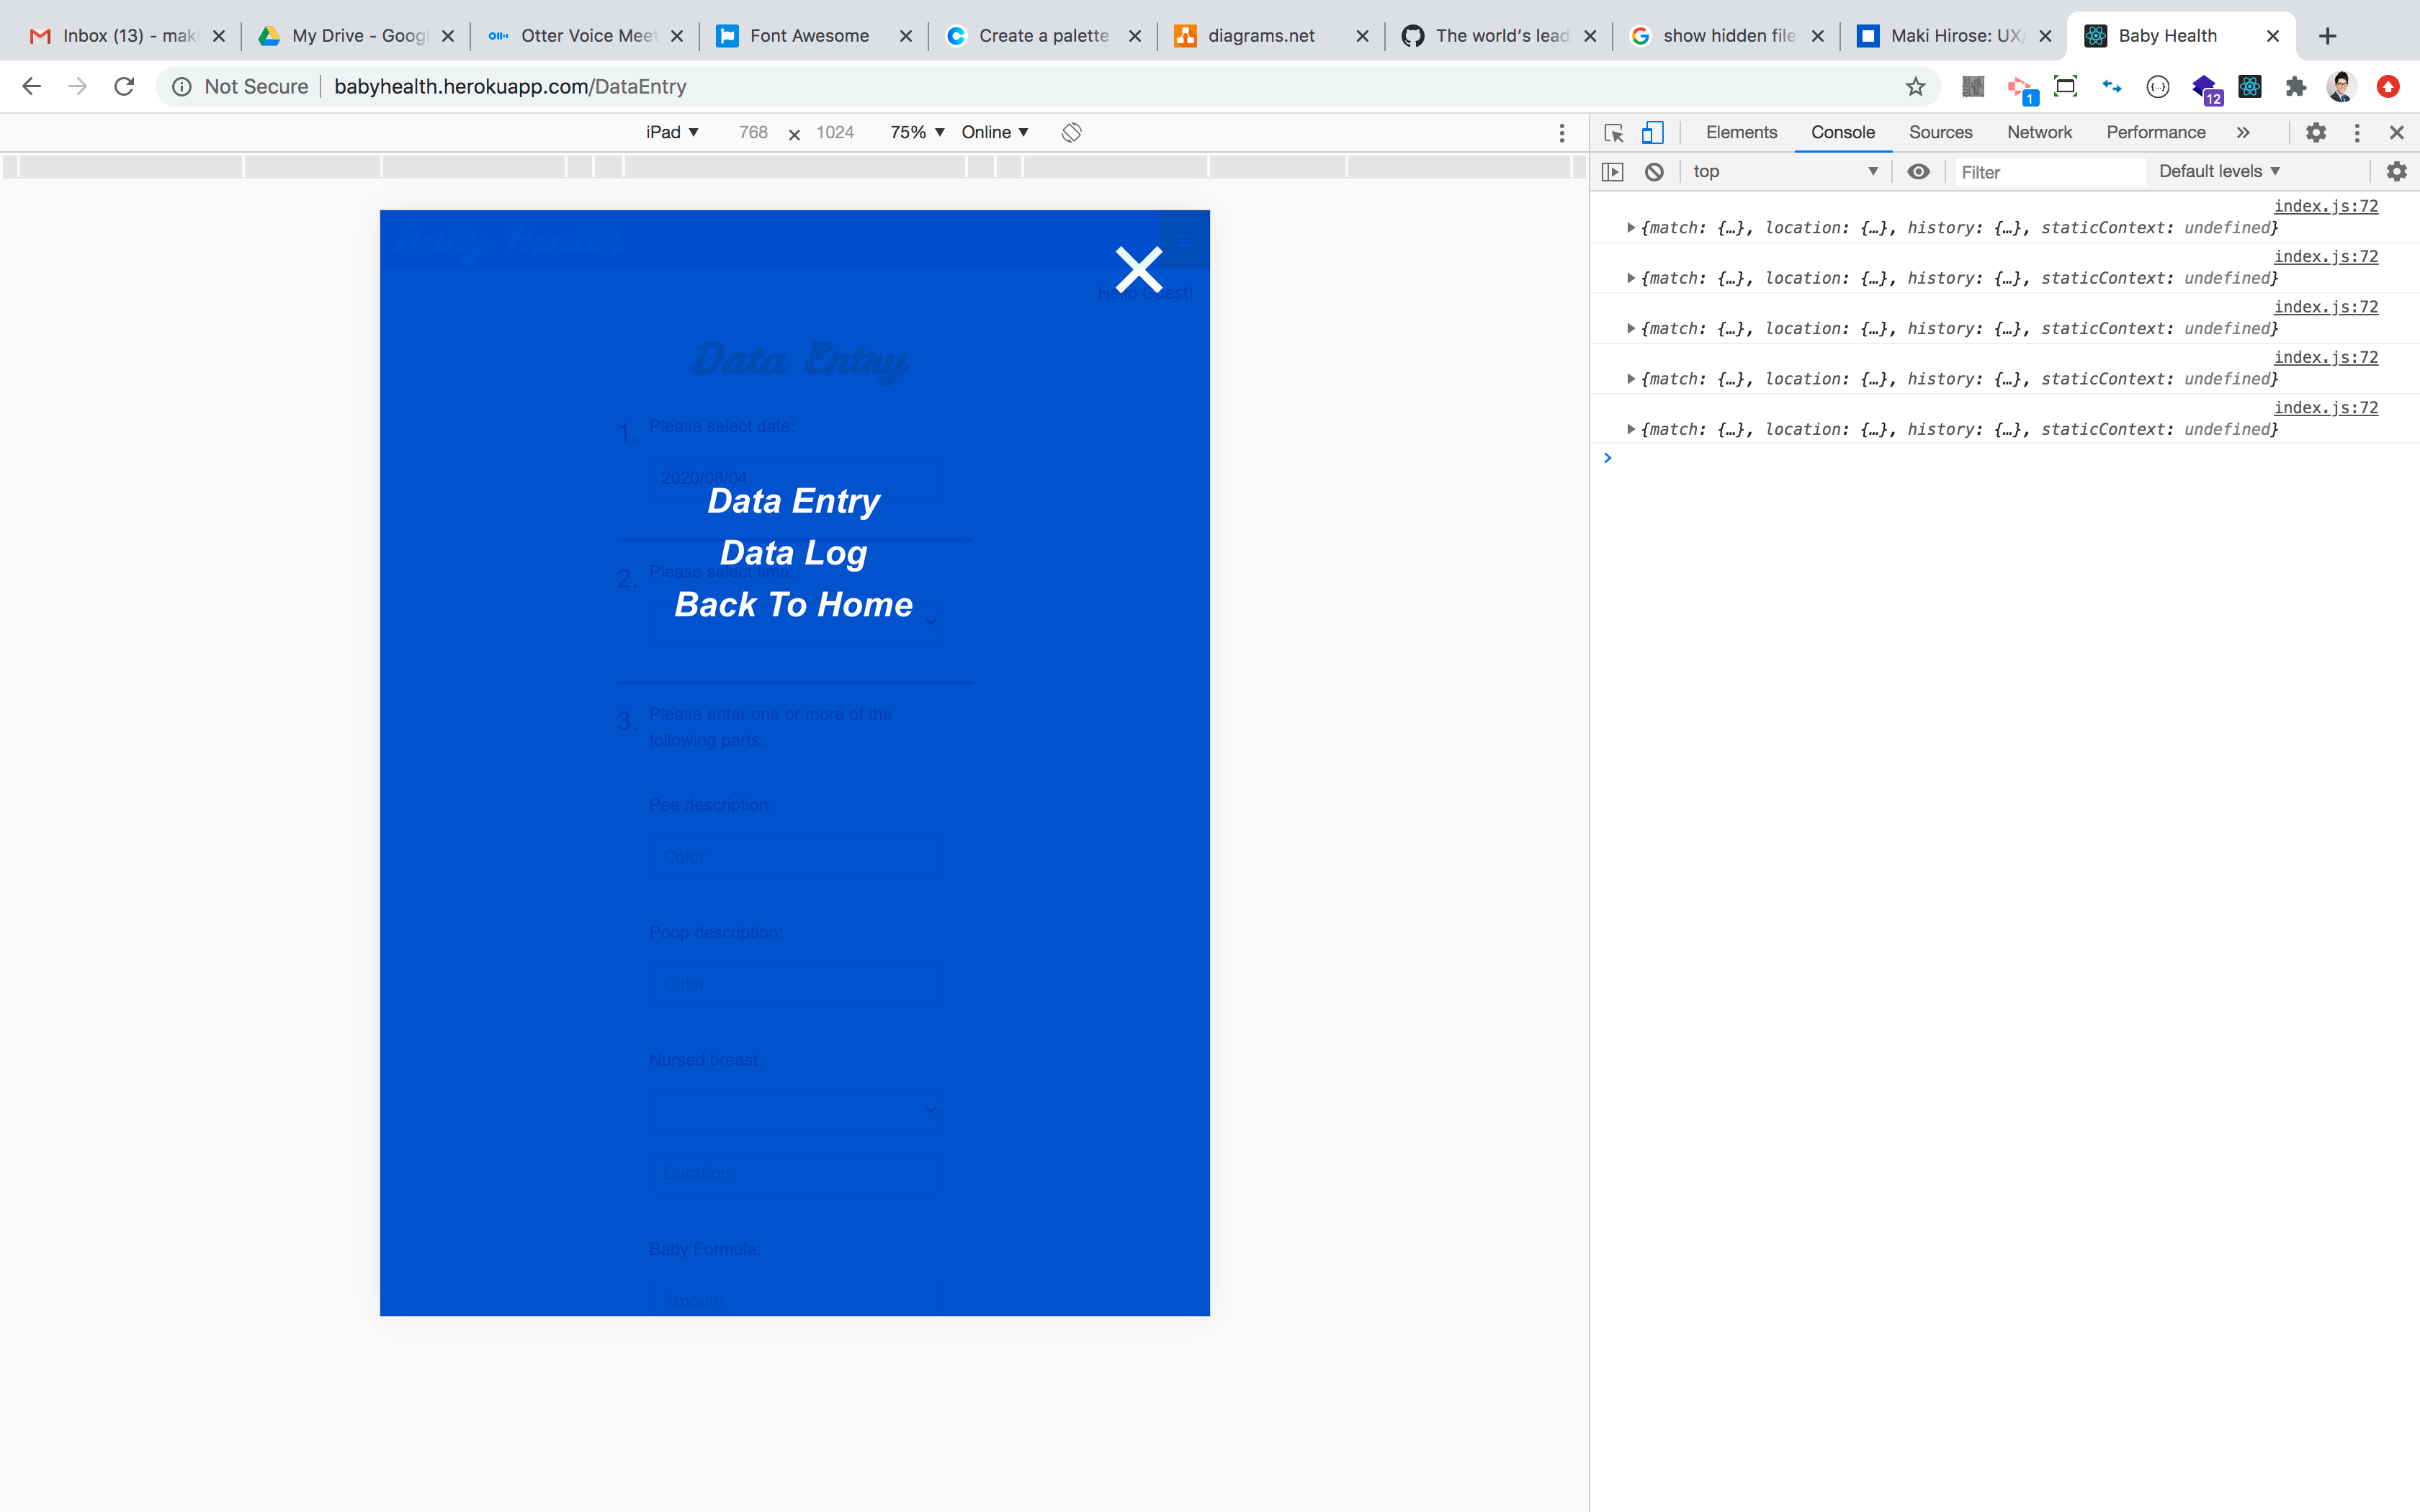 Inbox (13) - maki
My Drive - Googl
Otter Voice Meet
Font Awesome
Create a palette
diagrams.net
The world's lead
show hidden files
Maki Hirose: UX/
Baby Health
Not Secure
babyhealth.herokuapp.com/DataEntry
1
12
iPad 768 × 1024 75% Online
Elements Console Sources Network Performance
top Filter Default levels
Baby Health
Hello Guest!
Data Entry
1. Please select date:
2020/08/04
Data Entry
Data Log
2. Please select time:
Back To Home
3. Please enter one or more of the
following parts:
Pee description:
Color
Poop description:
Color
Nursed breast:
Duration
Baby Formula:
Amount
index.js:72
{match: {…}, location: {…}, history: {…}, staticContext: undefined}
index.js:72
{match: {…}, location: {…}, history: {…}, staticContext: undefined}
index.js:72
{match: {…}, location: {…}, history: {…}, staticContext: undefined}
index.js:72
{match: {…}, location: {…}, history: {…}, staticContext: undefined}
index.js:72
{match: {…}, location: {…}, history: {…}, staticContext: undefined}